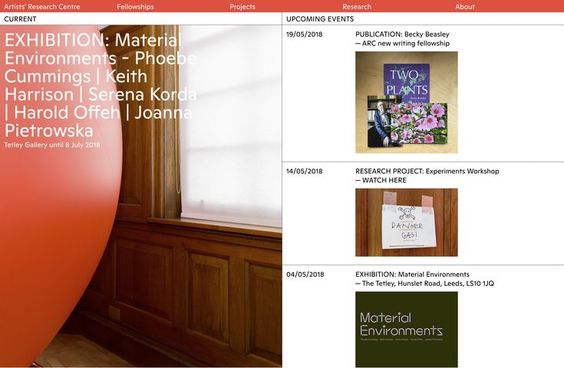 Artists' Research Centre
Fellowships
Projects
Research
About
CURRENT
EXHIBITION: Material
Environments - Phoebe
Cummings | Keith
Harrison | Serena Korda
| Harold Offeh | Joanna
Pietrowska
Tetley Gallery until 8 July 2018
UPCOMING EVENTS
19/05/2018
PUBLICATION: Becky Beasley
— ARC new writing fellowship
TWO
PLANTS
14/05/2018
RESEARCH PROJECT: Experiments Workshop
— WATCH HERE
DANGER
GAS!
04/05/2018
EXHIBITION: Material Environments
— The Tetley, Hunslet Road, Leeds, LS10 1JQ
Material
Environments